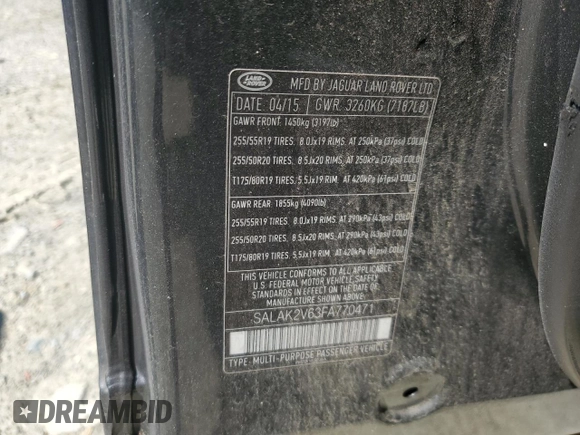 LAND ROVER
MFD BY JAGUAR LAND ROVER LTD
DATE: 04/15 GWR. 3260KG (7187LB)
GAWR FRONT: 1450kg (3197lb)
255/55R19 TIRES, 8.0Jx19 RIMS, AT 250kPa (37psi) COLD
255/50R20 TIRES, 8.5Jx20 RIMS, AT 250kPa (37psi) COLD
T175/80R19 TIRES, 5.5Jx19 RIM, AT 420kPa (61psi) COLD
GAWR REAR: 1855kg (4090lb)
255/55R19 TIRES, 8.0Jx19 RIMS, AT 290kPa (43psi) COLD
255/50R20 TIRES, 8.5Jx20 RIMS, AT 290kPa (43psi) COLD
T175/80R19 TIRES, 5.5Jx19 RIM, AT 420kPa (61psi) COLD
THIS VEHICLE CONFORMS TO ALL APPLICABLE
U.S. FEDERAL MOTOR VEHICLE SAFETY
STANDARDS IN EFFECT ON THE DATE OF
MANUFACTURE SHOWN ABOVE.
SALAK2V63FA770471
TYPE: MULTI-PURPOSE PASSENGER VEHICLE
DREAMBID